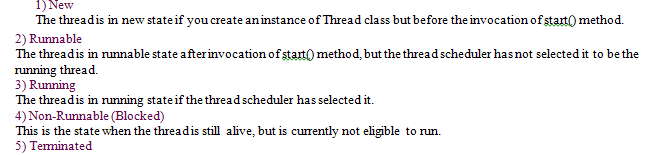 1) New
The thread is in new state if you create an instance of Thread class but before the invocation of start() method.
2) Runnable
The thread is in runnable state after invocation of start() method, but the thread scheduler has not selected it to be the
running thread.
3) Running
The thread is in running state if the thread scheduler has selected it.
4) Non-Runnable (Blocked)
This is the state when the thread is still alive, but is currently not eligible to run.
5) Terminated